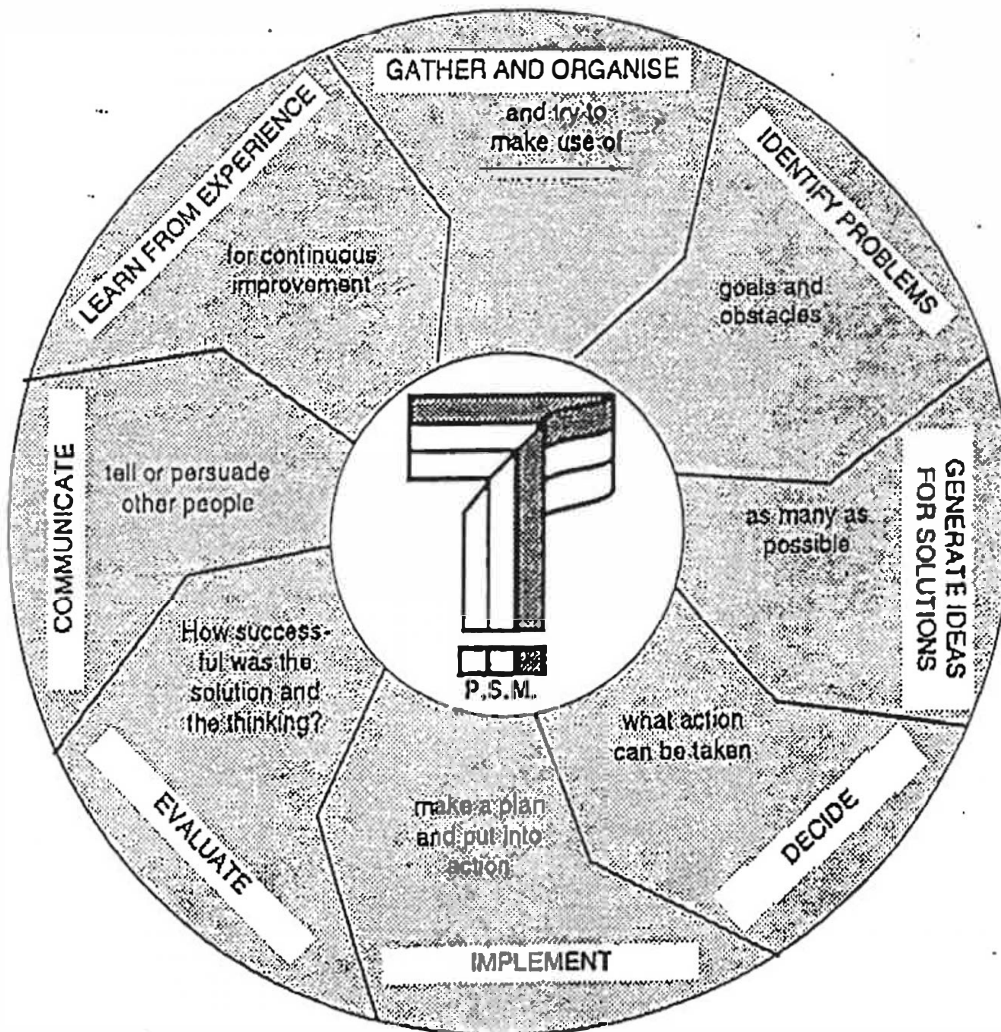 GATHER AND ORGANISE
and try to
make use of
IDENTIFY PROBLEMS
goals and
obstacles
GENERATE IDEAS
FOR SOLUTIONS
as many as
possible
DECIDE
what action
can be taken
IMPLEMENT
make a plan
and put into
action
EVALUATE
How success-
ful was the
solution and
the thinking?
COMMUNICATE
tell or persuade
other people
LEARN FROM EXPERIENCE
for continuous
improvement
P.S.M.